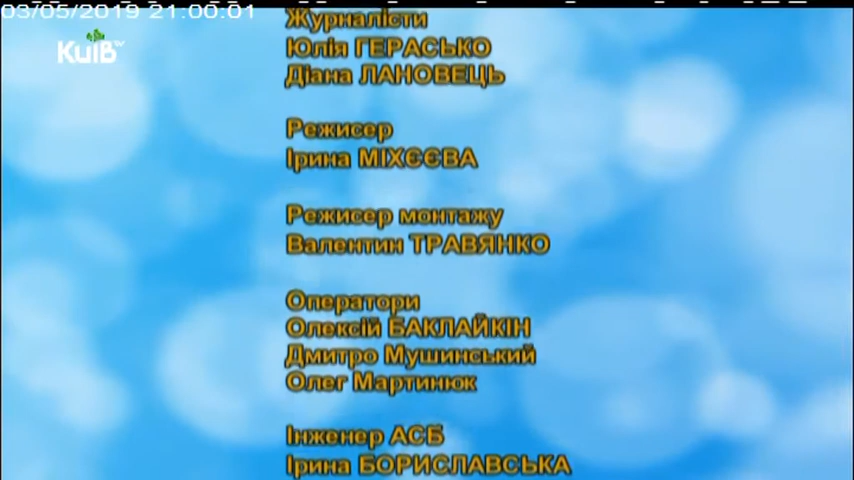 03/05/2019 21:00:01
Київ TV
Журналісти
Юлія ГЕРАСЬКО
Діана ЛАНОВЕЦЬ
Режисер
Ірина МІХЄЄВА
Режисер монтажу
Валентин ТРАВЯНКО
Оператори
Олексій БАКЛАЙКІН
Дмитро Мушинський
Олег Мартинюк
Інженер АСБ
Ірина БОРИСЛАВСЬКА